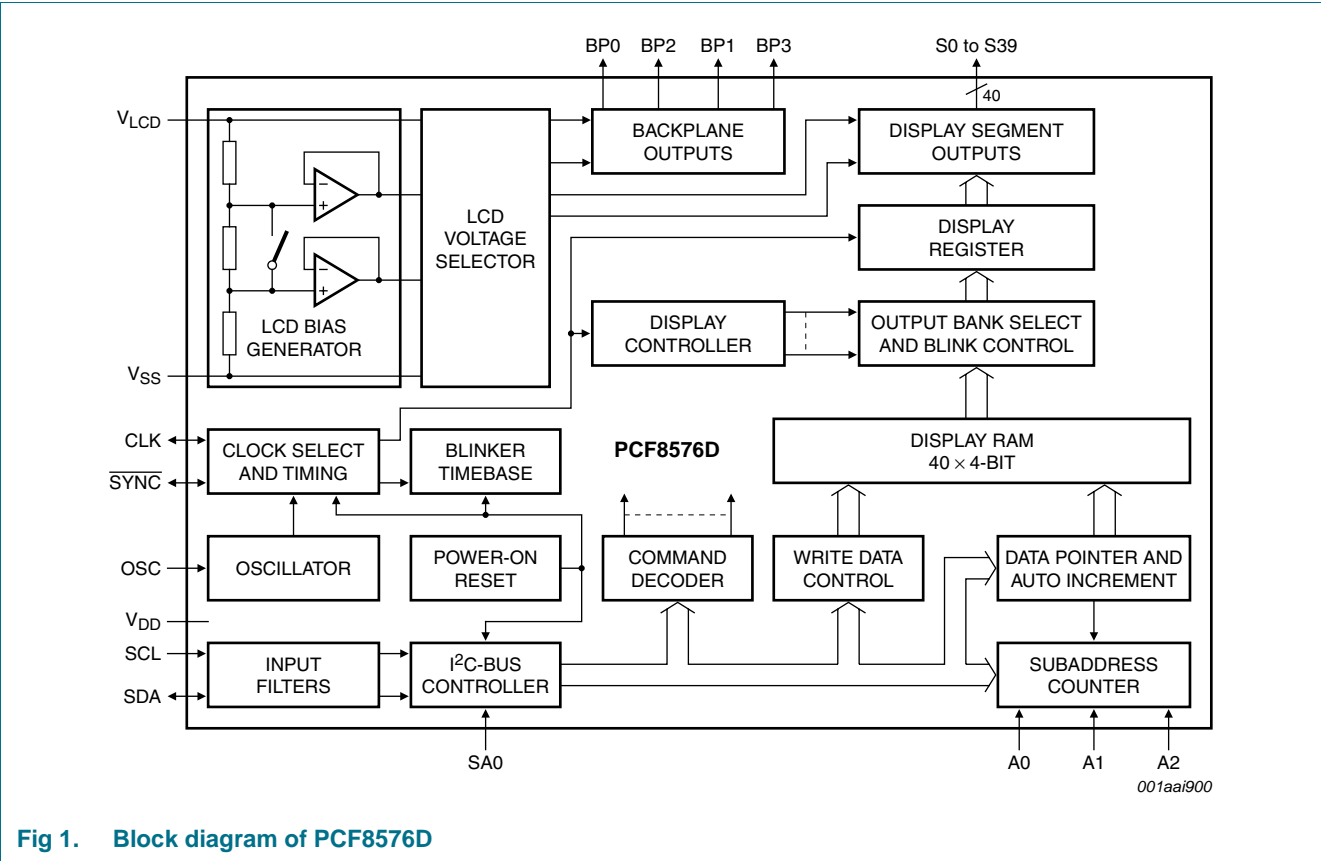 BP0 BP2 BP1 BP3 S0 to S39
40
VLCD
BACKPLANE
OUTPUTS
DISPLAY SEGMENT
OUTPUTS
LCD
VOLTAGE
SELECTOR
DISPLAY
REGISTER
LCD BIAS
GENERATOR
DISPLAY
CONTROLLER
OUTPUT BANK SELECT
AND BLINK CONTROL
VSS
CLK
SYNC
CLOCK SELECT
AND TIMING
BLINKER
TIMEBASE
PCF8576D
DISPLAY RAM
40 × 4-BIT
OSC
OSCILLATOR
POWER-ON
RESET
COMMAND
DECODER
WRITE DATA
CONTROL
DATA POINTER AND
AUTO INCREMENT
VDD
SCL
SDA
INPUT
FILTERS
I²C-BUS
CONTROLLER
SUBADDRESS
COUNTER
SA0 A0 A1 A2
001aai900
Fig 1. Block diagram of PCF8576D